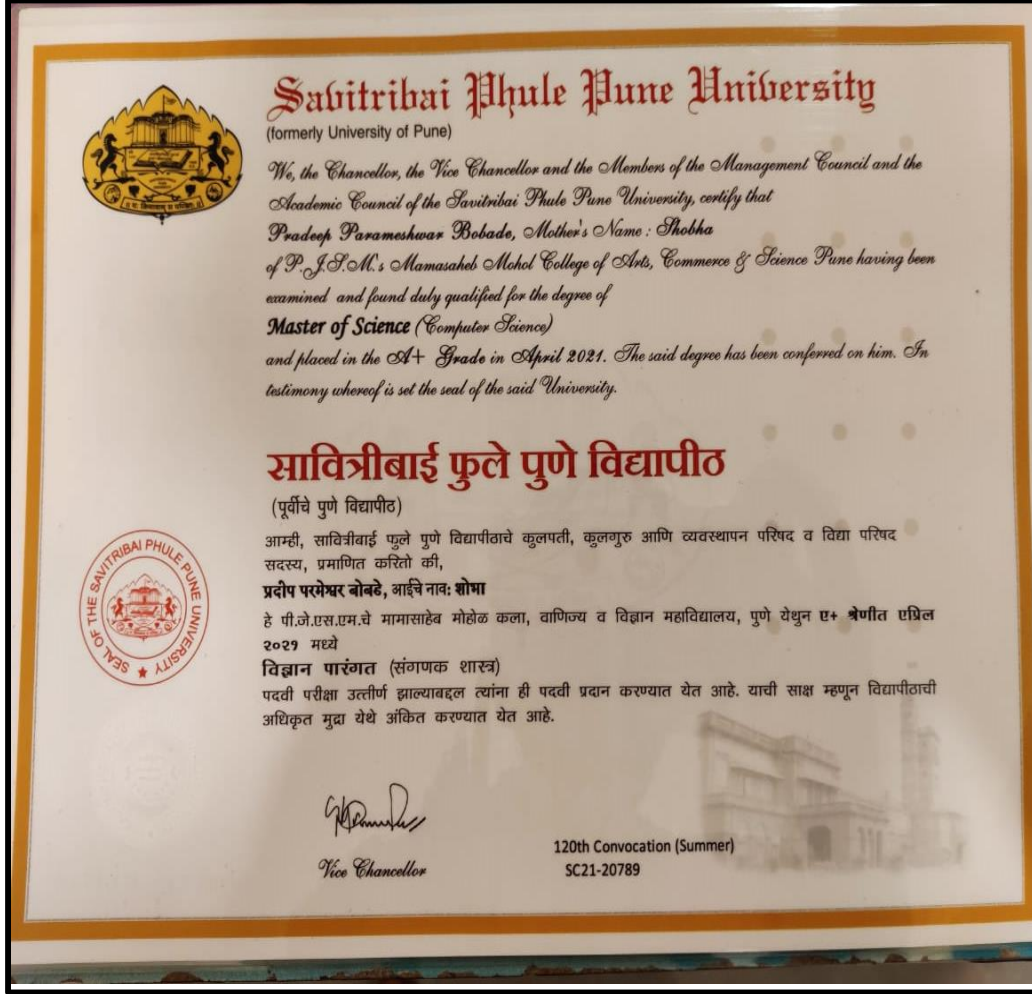 Savitribai Phule Pune University
(formerly University of Pune)
We, the Chancellor, the Vice Chancellor and the Members of the Management Council and the
Academic Council of the Savitribai Phule Pune University, certify that
Pradeep Parameshwar Bobade, Mother's Name : Shobha
of P.J.S.M.'s Mamasaheb Mohol College of Arts, Commerce & Science Pune having been
examined and found duly qualified for the degree of
Master of Science (Computer Science)
and placed in the A+ Grade in April 2021. The said degree has been conferred on him. In
testimony whereof is set the seal of the said University.
सावित्रीबाई फुले पुणे विद्यापीठ
(पूर्वीचे पुणे विद्यापीठ)
आम्ही, सावित्रीबाई फुले पुणे विद्यापीठाचे कुलपती, कुलगुरु आणि व्यवस्थापन परिषद व विद्या परिषद
सदस्य, प्रमाणित करितो की,
प्रदीप परमेश्वर बोबडे, आईचे नाव: शोभा
हे पी.जे.एस.एम.चे मामासाहेब मोहोळ कला, वाणिज्य व विज्ञान महाविद्यालय, पुणे येथुन ए+ श्रेणीत एप्रिल
२०२१ मध्ये
विज्ञान पारंगत (संगणक शास्त्र)
पदवी परीक्षा उत्तीर्ण झाल्याबद्दल त्यांना ही पदवी प्रदान करण्यात येत आहे. याची साक्ष म्हणून विद्यापीठाची
अधिकृत मुद्रा येथे अंकित करण्यात येत आहे.
SEAL OF THE SAVITRIBAI PHULE PUNE UNIVERSITY
Vice Chancellor
120th Convocation (Summer)
SC21-20789